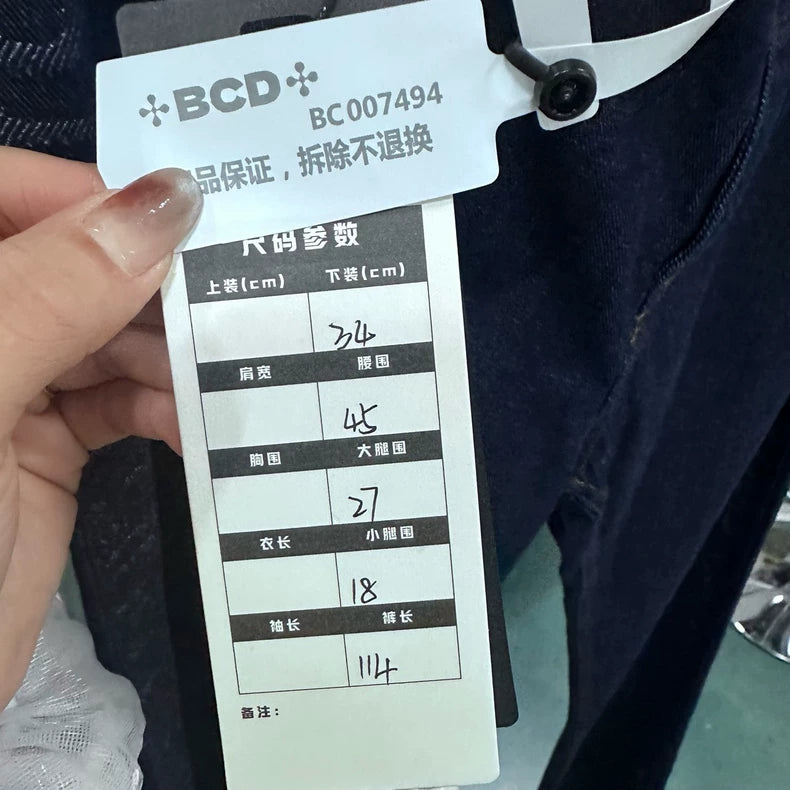 BCD
BC007494
品保证，拆除不退换
尺码参数
上装(cm) 下装(cm)
34
肩宽 腰围
45
胸围 大腿围
27
衣长 小腿围
18
袖长 裤长
114
备注：